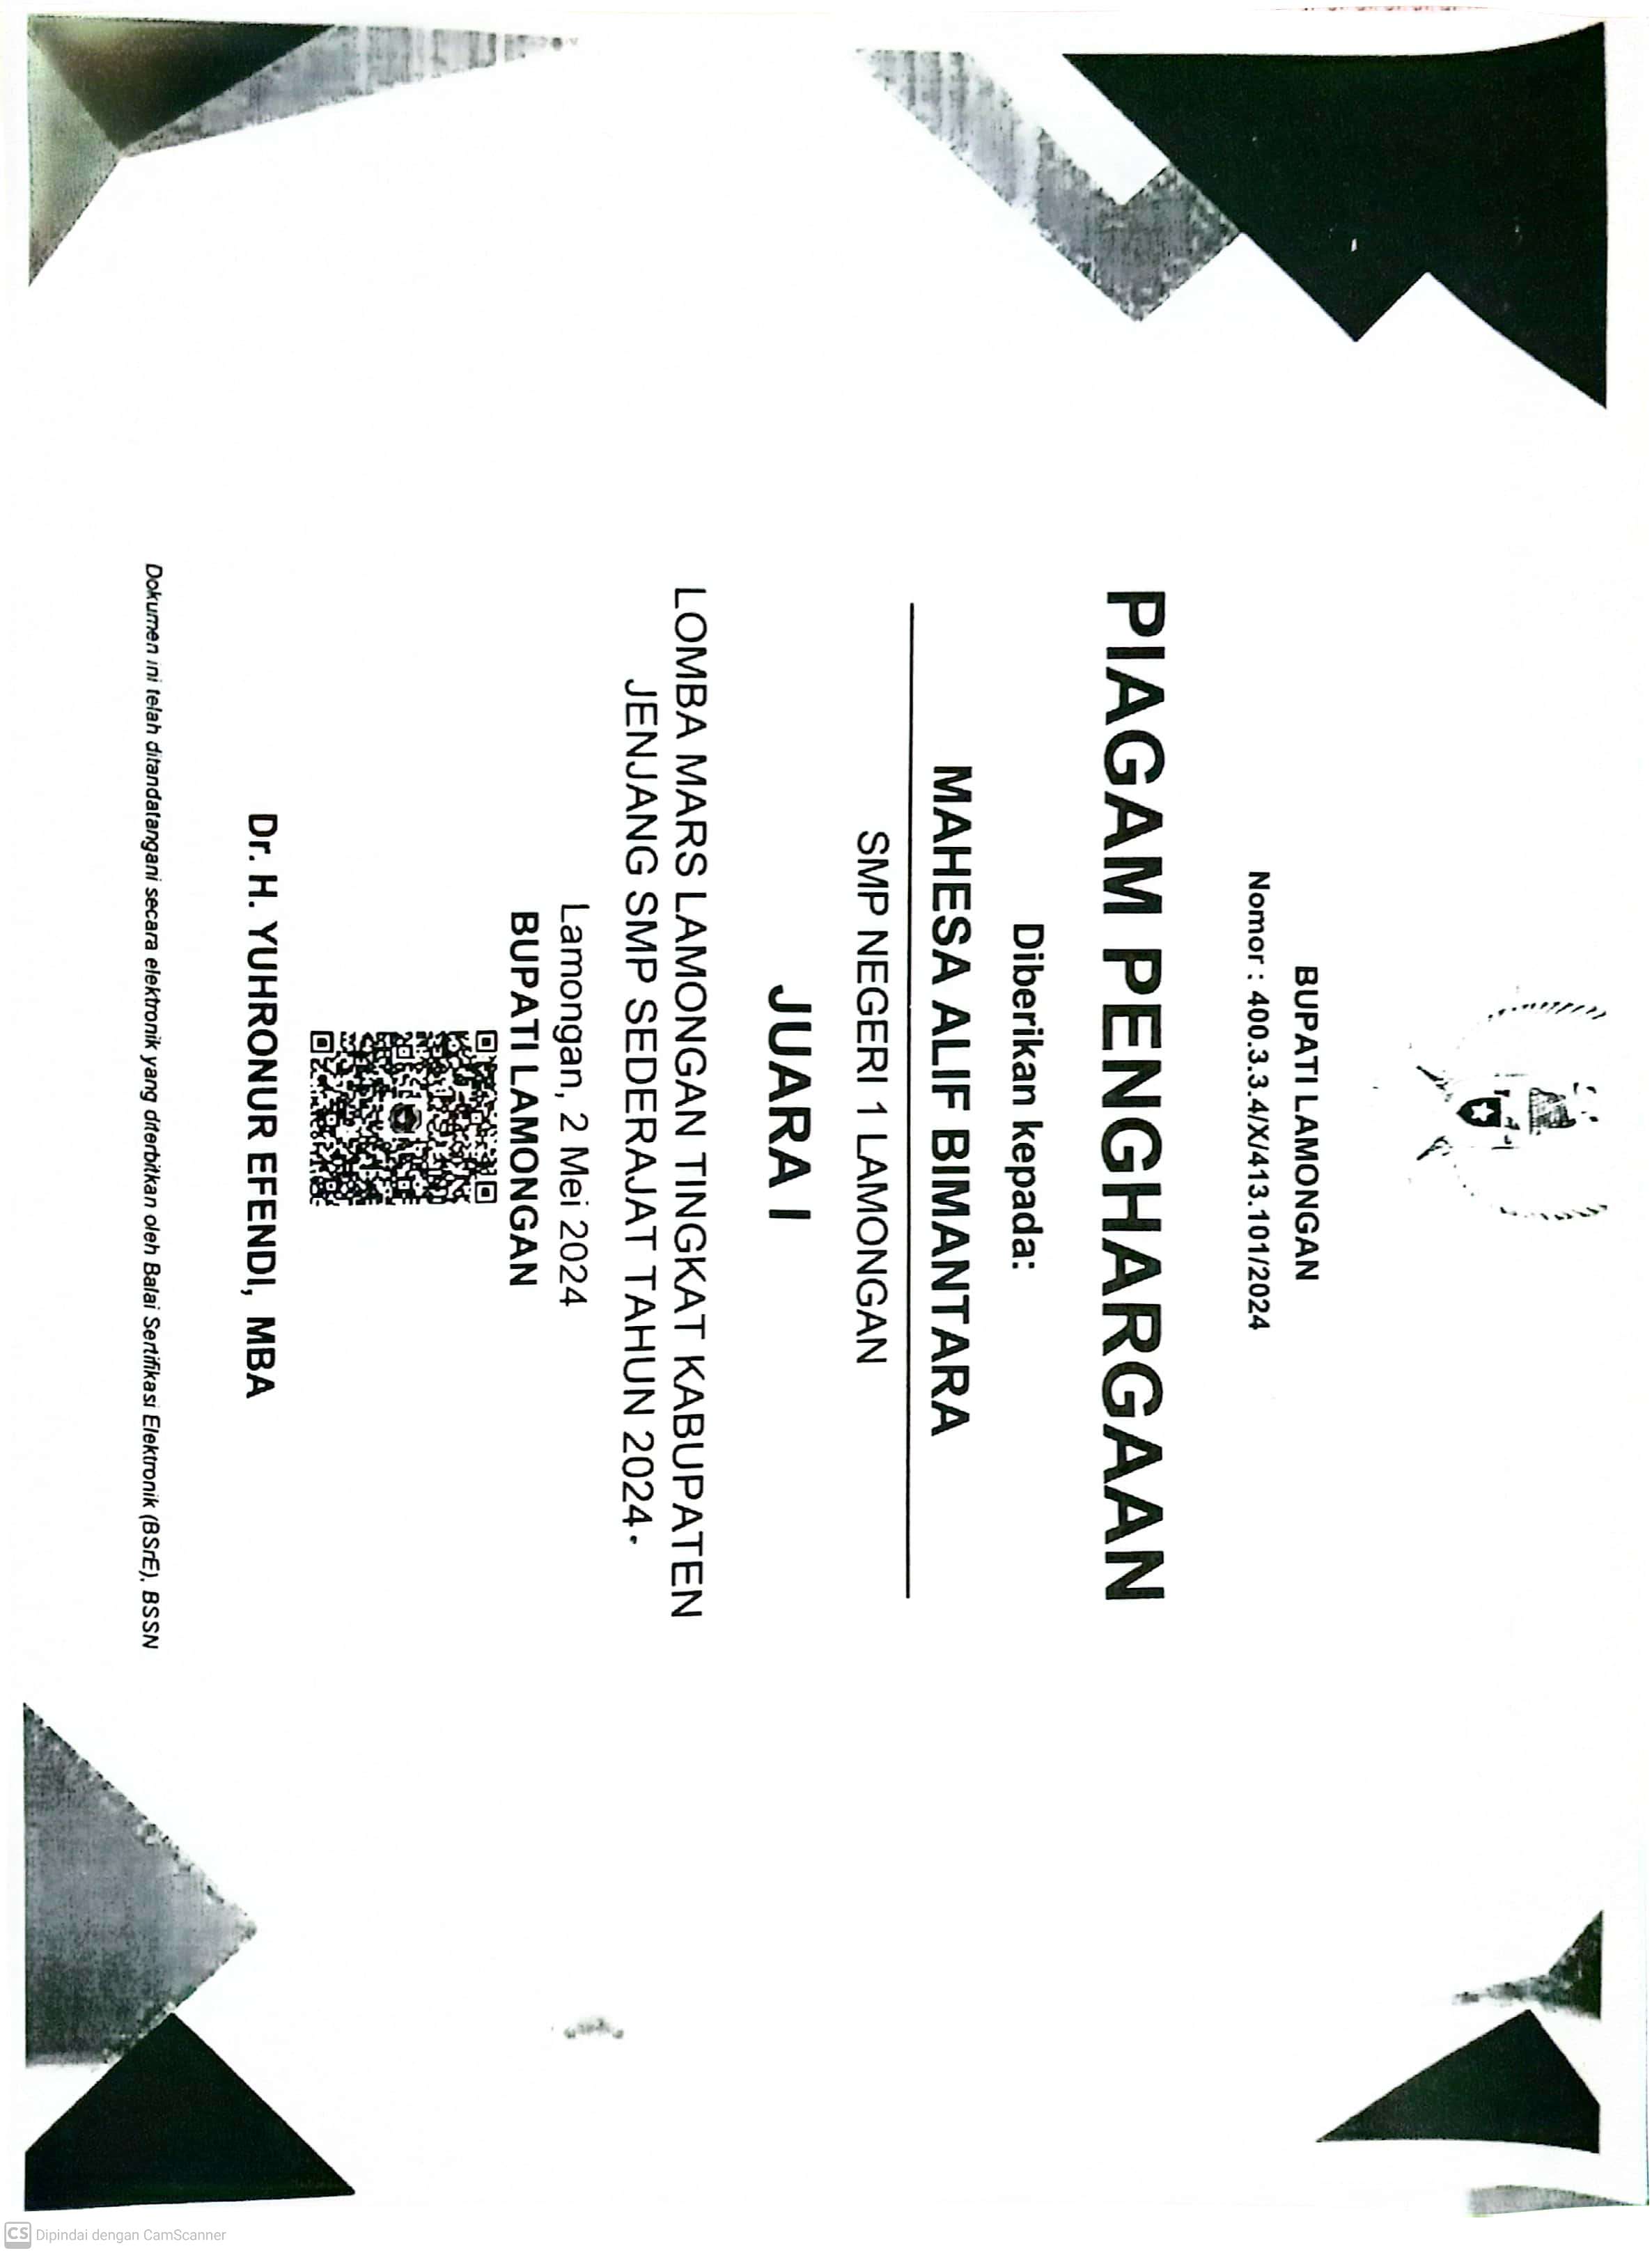 BUPATI LAMONGAN
Nomor : 400.3.3.4/X/413.101/2024
PIAGAM PENGHARGAAN
Diberikan kepada:
MAHESA ALIF BIMANTARA
SMP NEGERI 1 LAMONGAN
JUARA I
LOMBA MARS LAMONGAN TINGKAT KABUPATEN
JENJANG SMP SEDERAJAT TAHUN 2024.
Lamongan, 2 Mei 2024
BUPATI LAMONGAN
Dr. H. YUHRONUR EFENDI, MBA
Dokumen ini telah ditandatangani secara elektronik yang diterbitkan oleh Balai Sertifikasi Elektronik (BSrE), BSSN
CS Dipindai dengan CamScanner